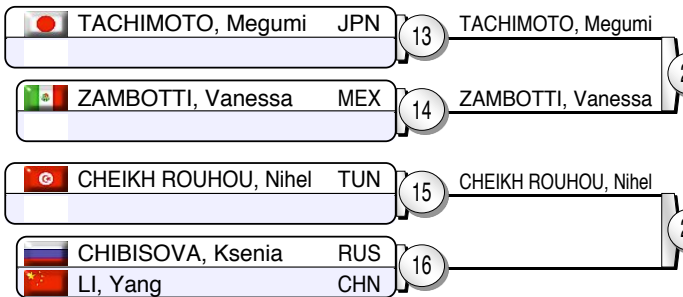 TACHIMOTO, Megumi JPN 13 TACHIMOTO, Megumi
ZAMBOTTI, Vanessa MEX 14 ZAMBOTTI, Vanessa
CHEIKH ROUHOU, Nihel TUN 15 CHEIKH ROUHOU, Nihel
CHIBISOVA, Ksenia RUS 16
LI, Yang CHN